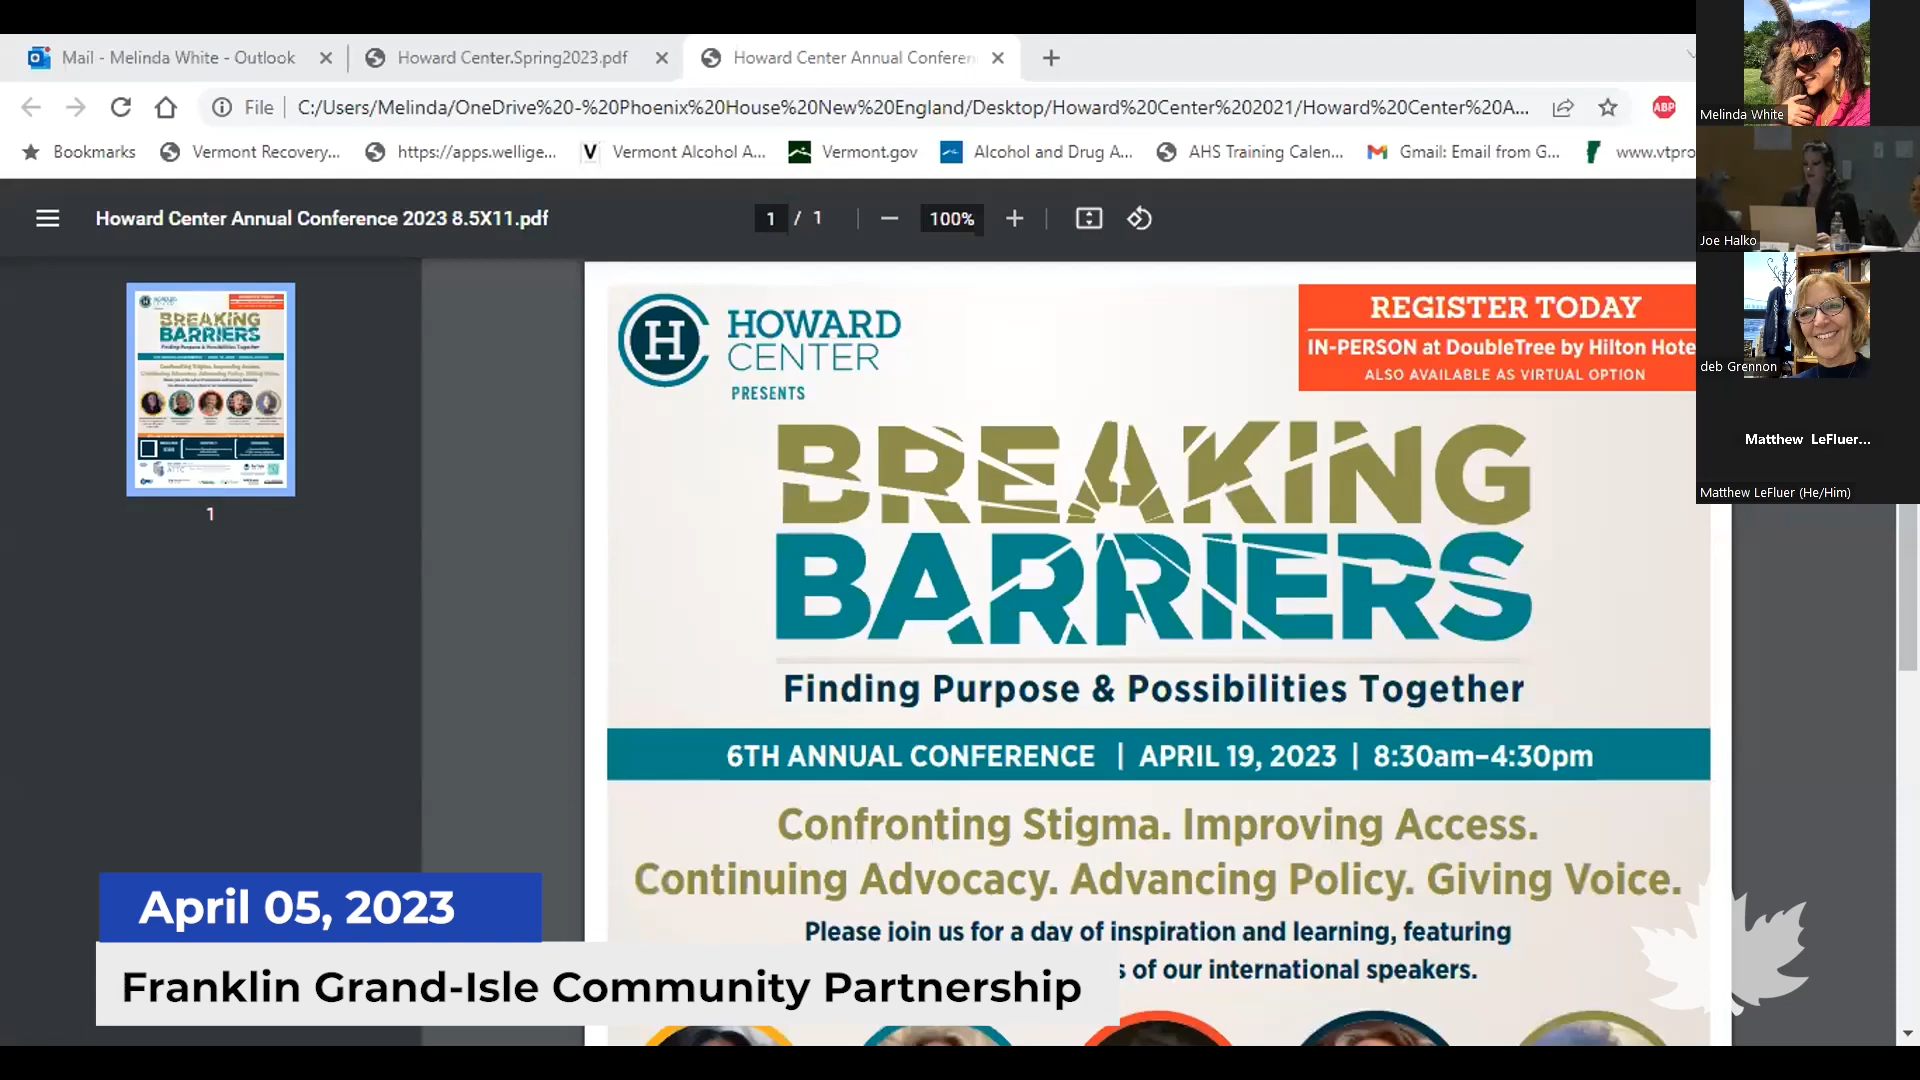 Mail - Melinda White - Outlook
Howard Center.Spring2023.pdf
Howard Center Annual Conferen
File
C:/Users/Melinda/OneDrive%20-%20Phoenix%20House%20New%20England/Desktop/Howard%20Center%202021/Howard%20Center%20A...
ABP
Bookmarks
Vermont Recovery...
https://apps.wellige...
Vermont Alcohol A...
Vermont.gov
Alcohol and Drug A...
AHS Training Calen...
Gmail: Email from G...
www.vtpro
Howard Center Annual Conference 2023 8.5X11.pdf
1 / 1
100%
BREAKING
BARRIERS
Finding Purpose & Possibilities Together
1
H
HOWARD
CENTER
PRESENTS
REGISTER TODAY
IN-PERSON at DoubleTree by Hilton Hote
ALSO AVAILABLE AS VIRTUAL OPTION
BREAKING
BARRIERS
Finding Purpose & Possibilities Together
6TH ANNUAL CONFERENCE | APRIL 19, 2023 | 8:30am–4:30pm
Confronting Stigma. Improving Access.
Continuing Advocacy. Advancing Policy. Giving Voice.
Please join us for a day of inspiration and learning, featuring
s of our international speakers.
Melinda White
Joe Halko
deb Grennon
Matthew LeFluer...
Matthew LeFluer (He/Him)
April 05, 2023
Franklin Grand-Isle Community Partnership